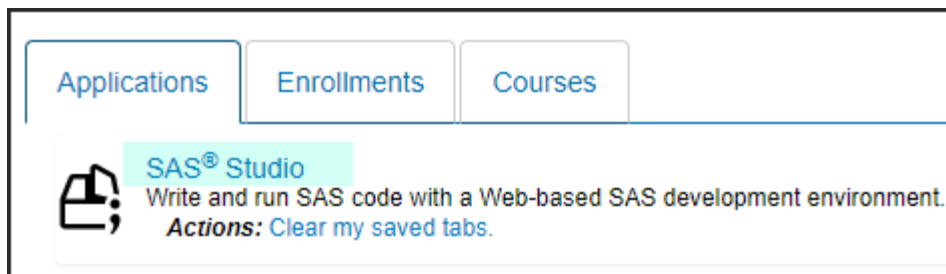 Applications Enrollments Courses
SAS® Studio
Write and run SAS code with a Web-based SAS development environment.
Actions: Clear my saved tabs.